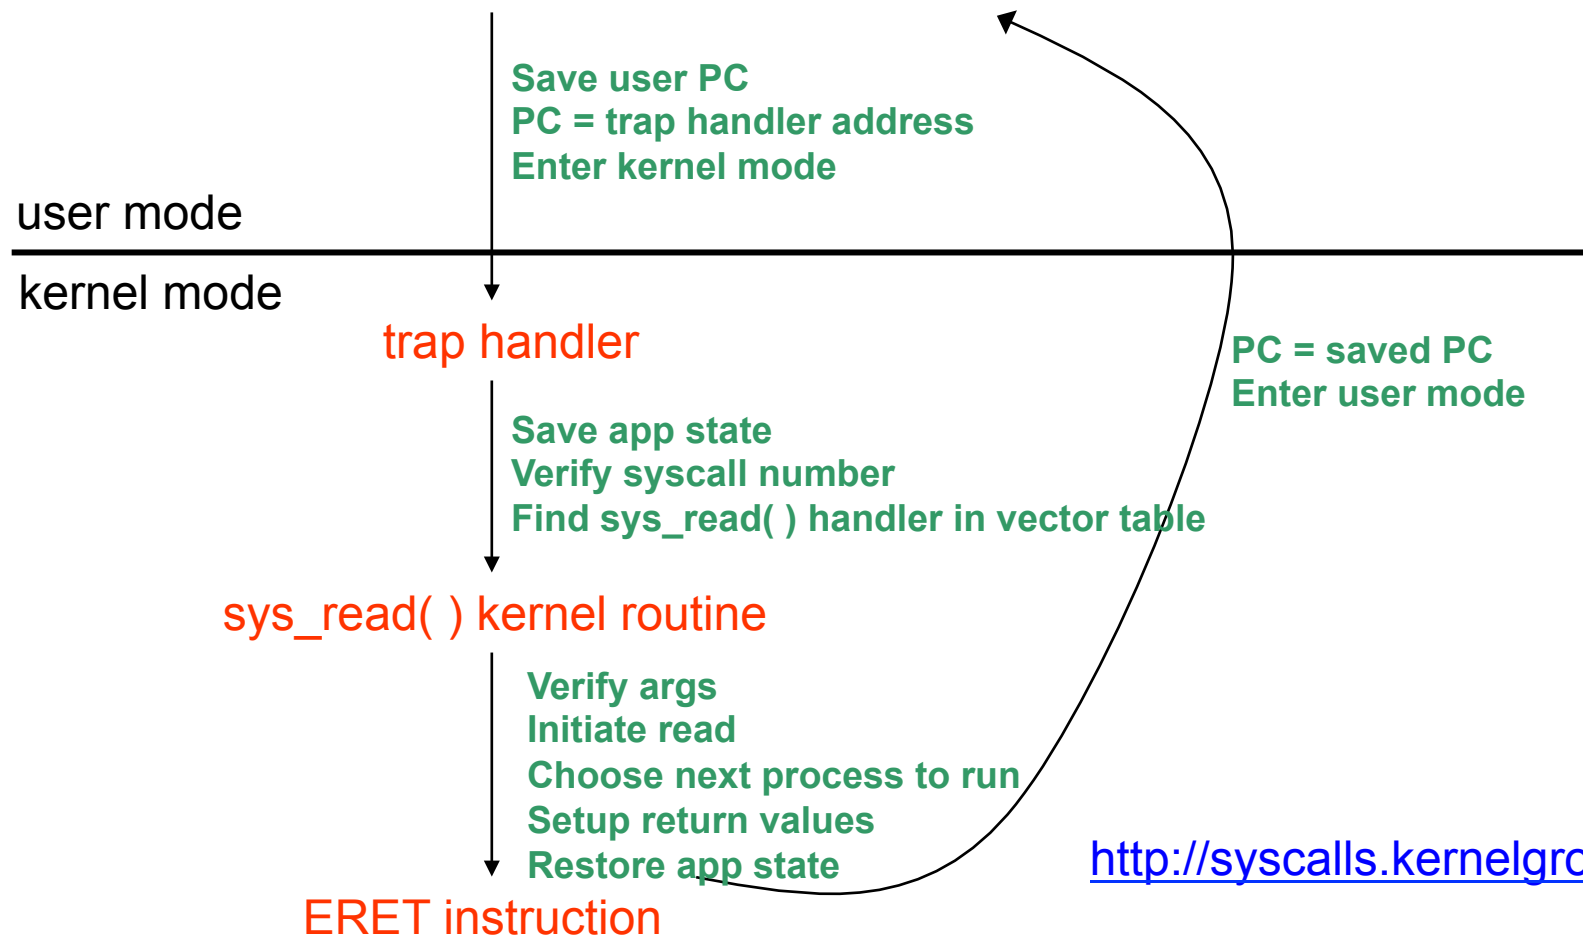 Save user PC
PC = trap handler address
Enter kernel mode
user mode
kernel mode
trap handler
PC = saved PC
Enter user mode
Save app state
Verify syscall number
Find sys_read( ) handler in vector table
sys_read( ) kernel routine
Verify args
Initiate read
Choose next process to run
Setup return values
Restore app state
http://syscalls.kernelgro
ERET instruction